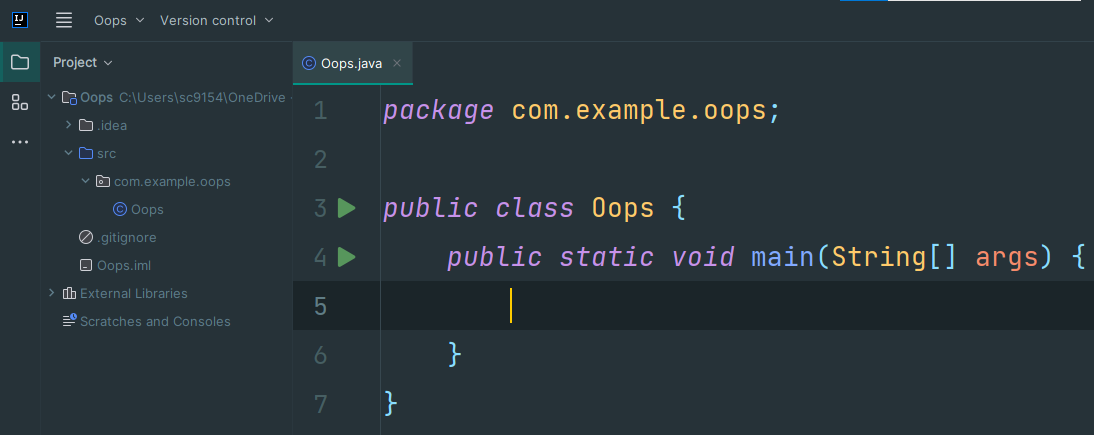 IJ
Oops Version control
Project
Oops.java
Oops C:\Users\sc9154\OneDrive -
.idea
src
com.example.oops
Oops
.gitignore
Oops.iml
External Libraries
Scratches and Consoles
1 package com.example.oops;
2
3 public class Oops {
4 public static void main(String[] args) {
5
6 }
7 }